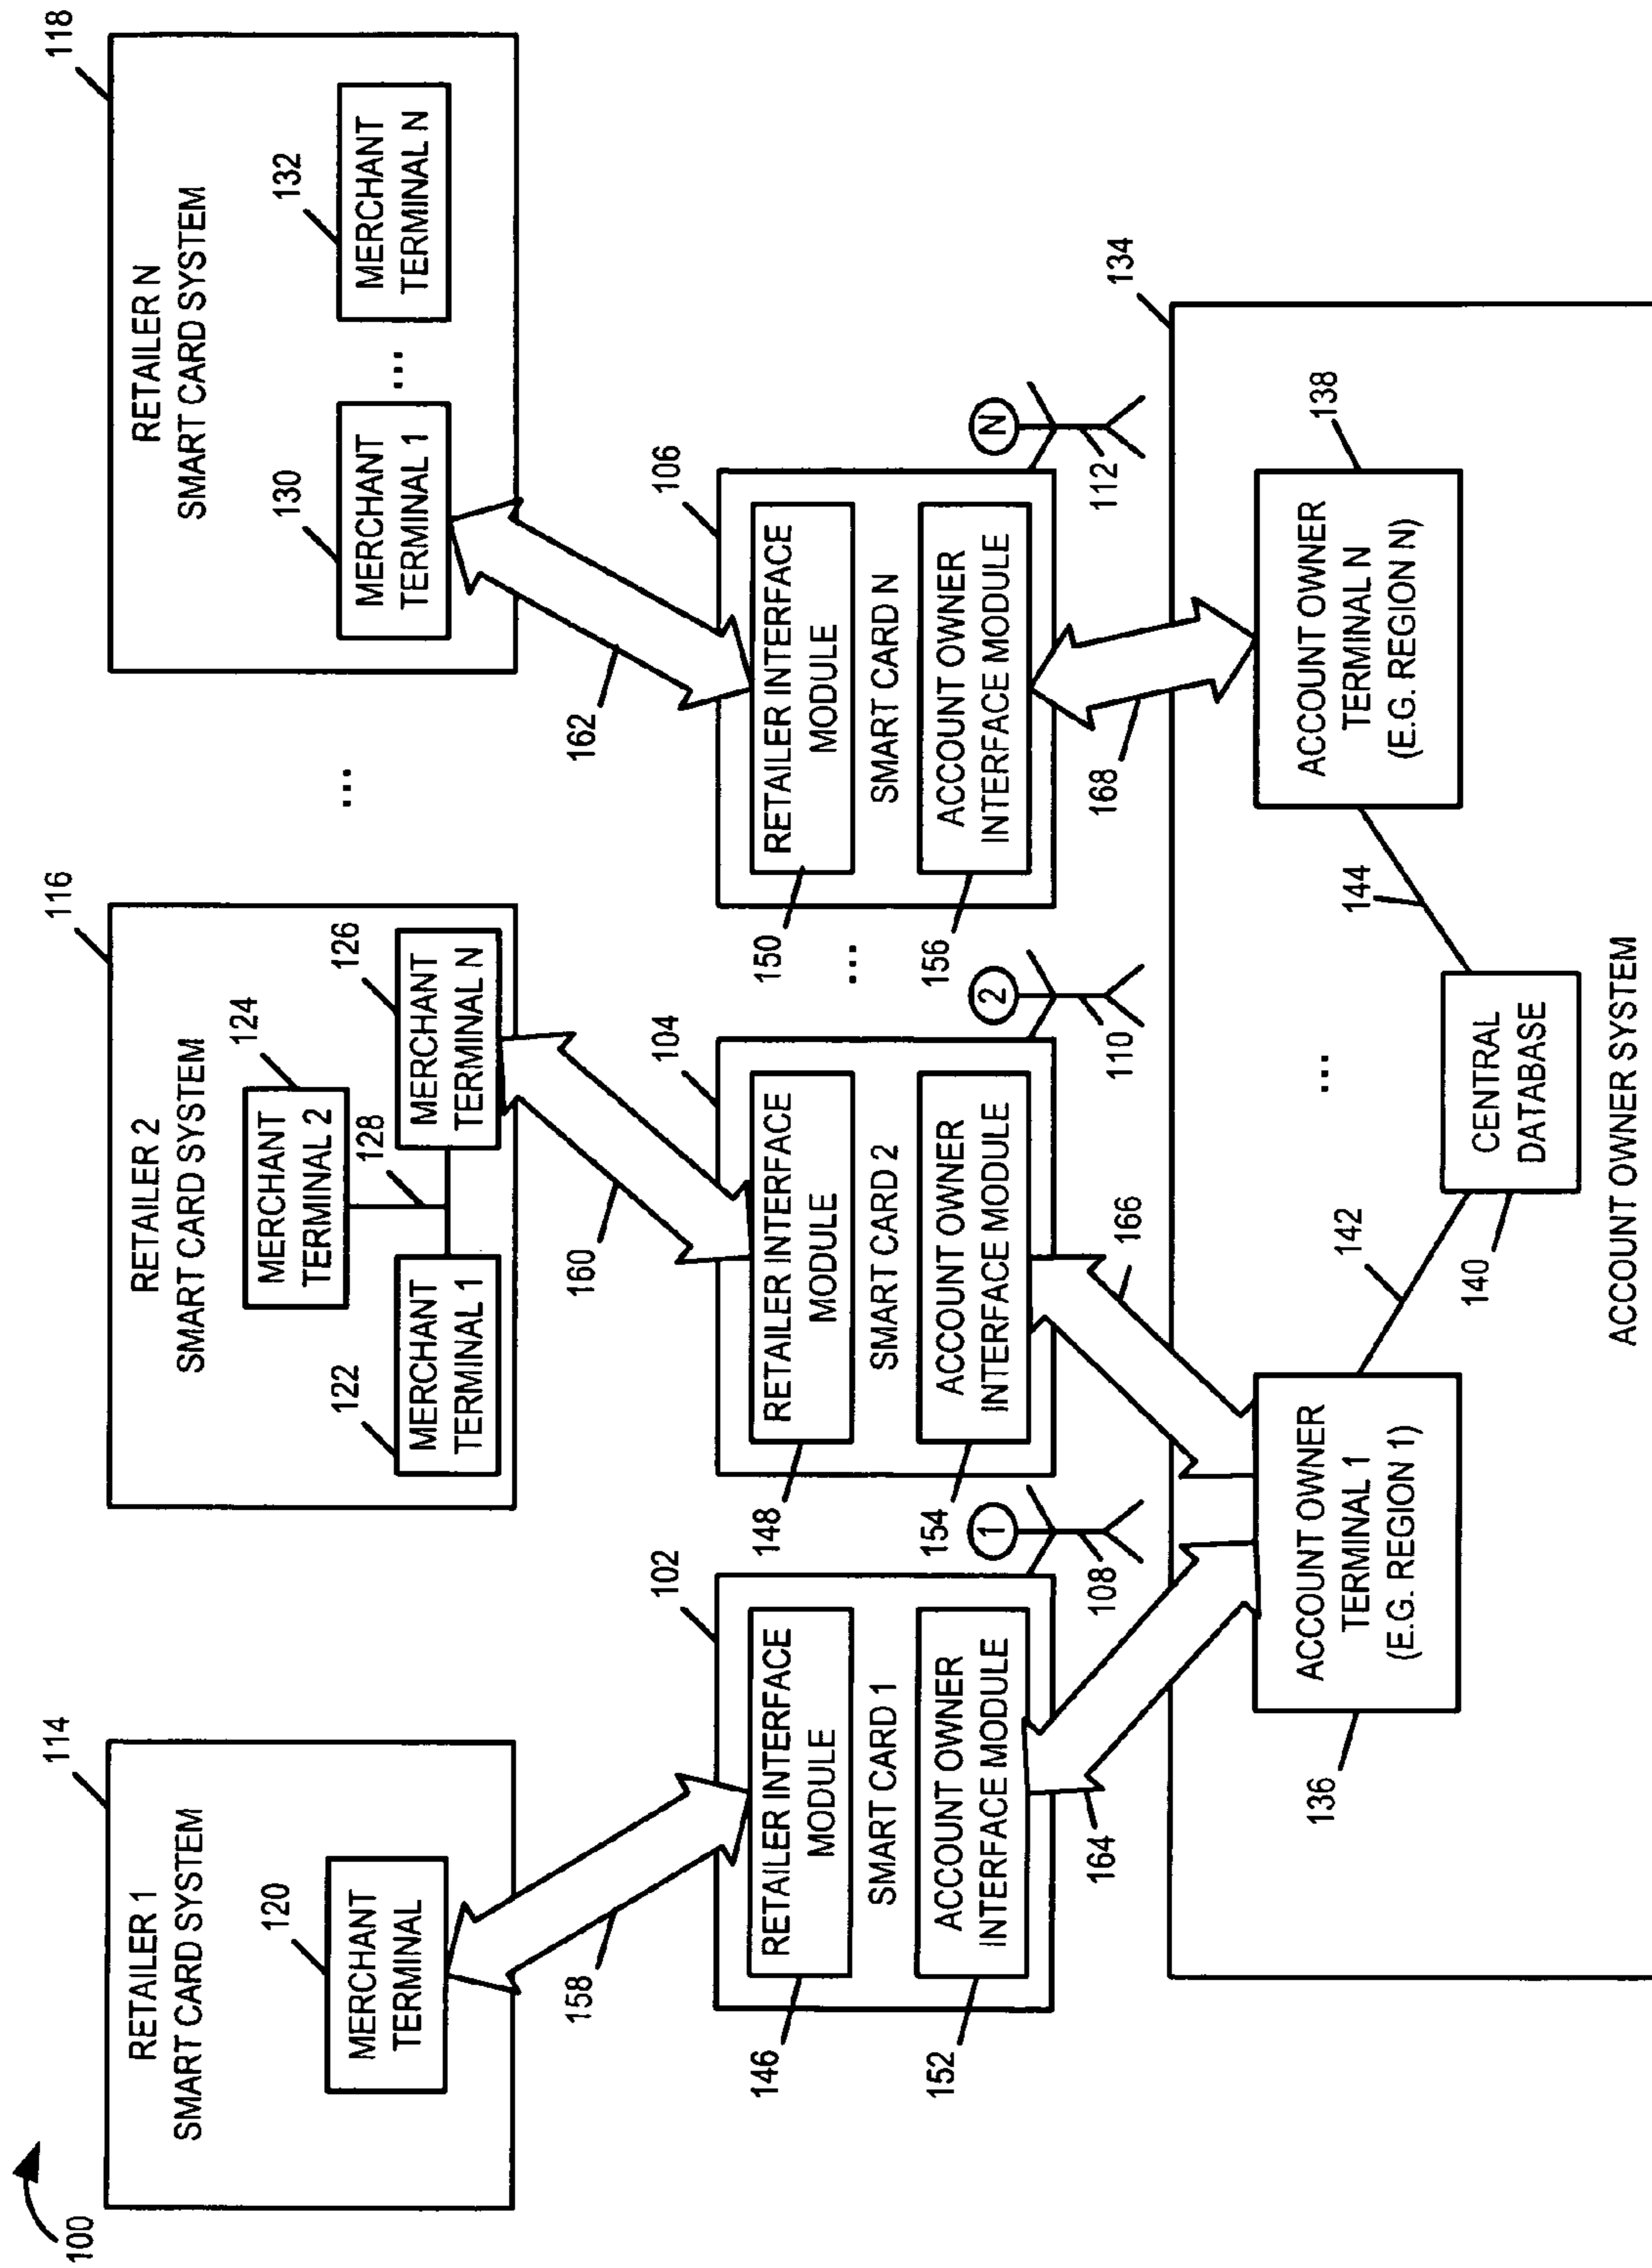 100
114
RETAILER 1
SMART CARD SYSTEM
120
MERCHANT
TERMINAL
116
RETAILER 2
SMART CARD SYSTEM
124
MERCHANT
TERMINAL 2
128
122
MERCHANT
TERMINAL 1
126
MERCHANT
TERMINAL N
...
118
RETAILER N
SMART CARD SYSTEM
130
MERCHANT
TERMINAL 1
...
132
MERCHANT
TERMINAL N
158
160
162
102
RETAILER INTERFACE
MODULE
146
SMART CARD 1
ACCOUNT OWNER
INTERFACE MODULE
152
1
108
104
RETAILER INTERFACE
MODULE
148
SMART CARD 2
ACCOUNT OWNER
INTERFACE MODULE
154
2
110
...
106
RETAILER INTERFACE
MODULE
150
SMART CARD N
ACCOUNT OWNER
INTERFACE MODULE
156
N
112
164
166
168
134
ACCOUNT OWNER
TERMINAL 1
(E.G. REGION 1)
136
...
ACCOUNT OWNER
TERMINAL N
(E.G. REGION N)
138
142
144
CENTRAL
DATABASE
140
ACCOUNT OWNER SYSTEM